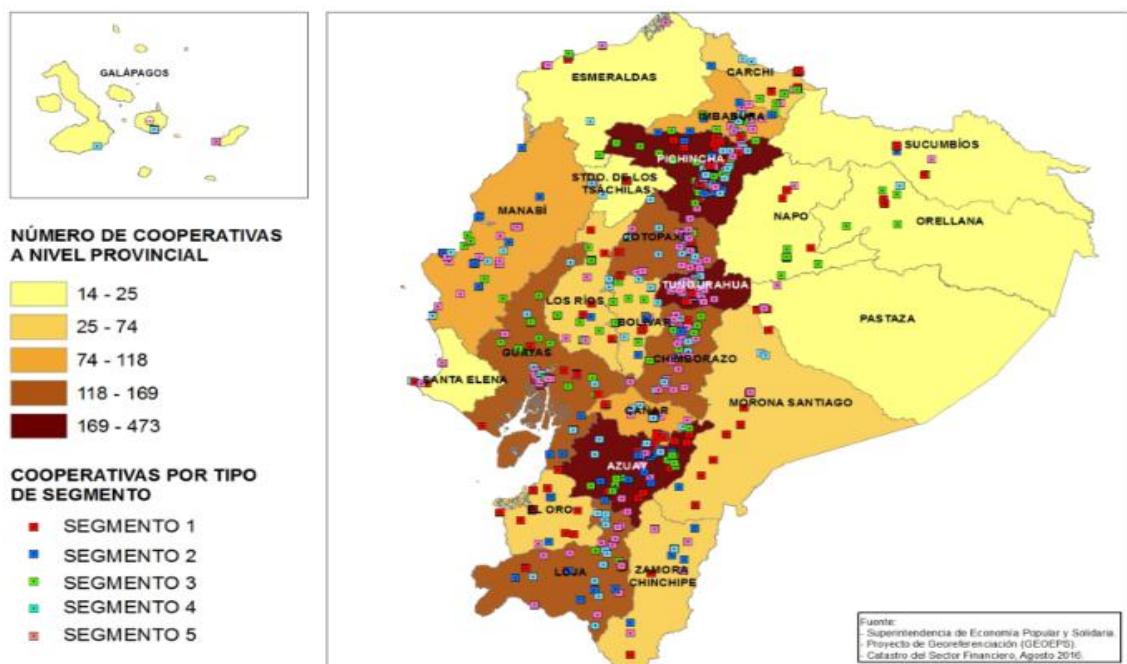 GALÁPAGOS
NÚMERO DE COOPERATIVAS
A NIVEL PROVINCIAL
14 - 25
25 - 74
74 - 118
118 - 169
169 - 473
COOPERATIVAS POR TIPO
DE SEGMENTO
SEGMENTO 1
SEGMENTO 2
SEGMENTO 3
SEGMENTO 4
SEGMENTO 5
ESMERALDAS
CARCHI
IMBABURA
SUCUMBÍOS
PICHINCHA
STDO. DE LOS
TSÁCHILAS
NAPO
ORELLANA
MANABÍ
COTOPAXI
TUNGURAHUA
LOS RÍOS
PASTAZA
BOLÍVAR
GUAYAS
CHIMBORAZO
SANTA ELENA
MORONA SANTIAGO
CAÑAR
AZUAY
EL ORO
LOJA
ZAMORA
CHINCHIPE
Fuente:
- Superintendencia de Economía Popular y Solidaria.
- Proyecto de Georeferenciación (GEOEPS).
- Catastro del Sector Financiero, Agosto 2016.